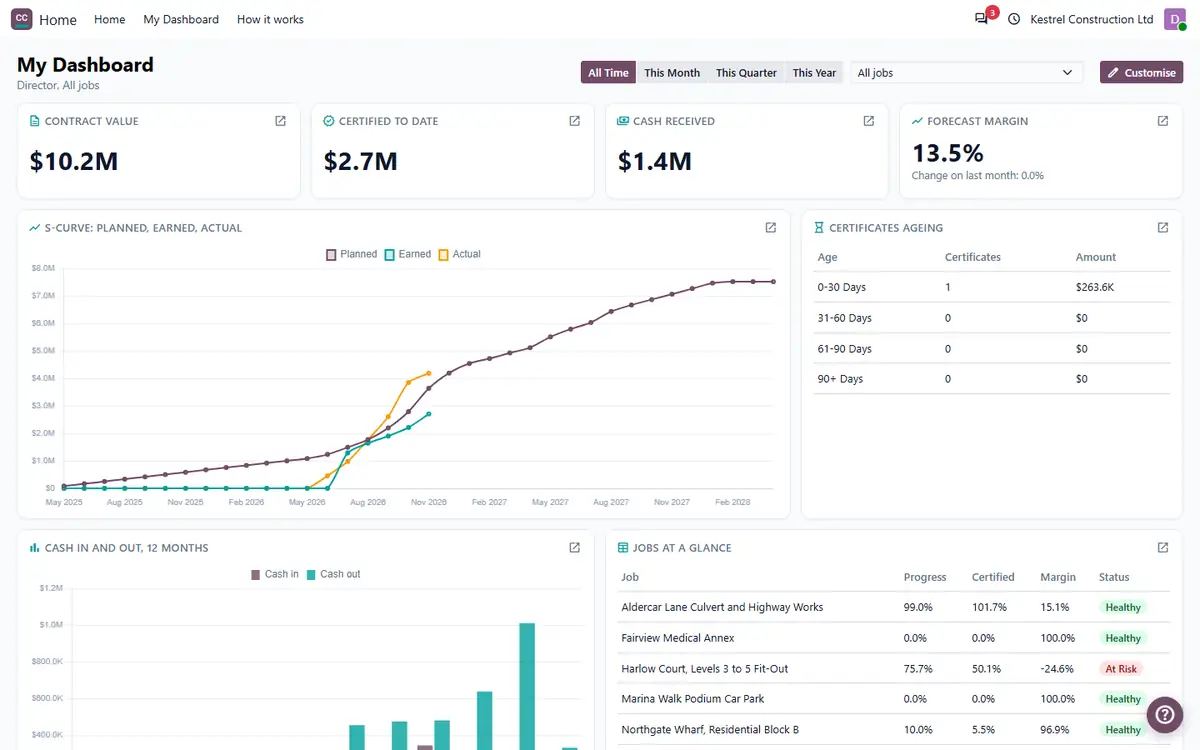 CC Home Home My Dashboard How it works 3 Kestrel Construction Ltd D
My Dashboard
Director, All jobs
All Time This Month This Quarter This Year All jobs Customise
CONTRACT VALUE
$10.2M
CERTIFIED TO DATE
$2.7M
CASH RECEIVED
$1.4M
FORECAST MARGIN
13.5%
Change on last month: 0.0%
S-CURVE: PLANNED, EARNED, ACTUAL
Planned Earned Actual
$8.0M
$7.0M
$6.0M
$5.0M
$4.0M
$3.0M
$2.0M
$1.0M
$0
May 2025 Aug 2025 Nov 2025 Feb 2026 May 2026 Aug 2026 Nov 2026 Feb 2027 May 2027 Aug 2027 Nov 2027 Feb 2028
CERTIFICATES AGEING
Age Certificates Amount
0-30 Days 1 $263.6K
31-60 Days 0 $0
61-90 Days 0 $0
90+ Days 0 $0
CASH IN AND OUT, 12 MONTHS
Cash in Cash out
$1.2M
$1.0M
$800.0K
$600.0K
$400.0K
JOBS AT A GLANCE
Job Progress Certified Margin Status
Aldercar Lane Culvert and Highway Works 99.0% 101.7% 15.1% Healthy
Fairview Medical Annex 0.0% 0.0% 100.0% Healthy
Harlow Court, Levels 3 to 5 Fit-Out 75.7% 50.1% -24.6% At Risk
Marina Walk Podium Car Park 0.0% 0.0% 100.0% Healthy
Northgate Wharf, Residential Block B 10.0% 5.5% 96.9% Healthy